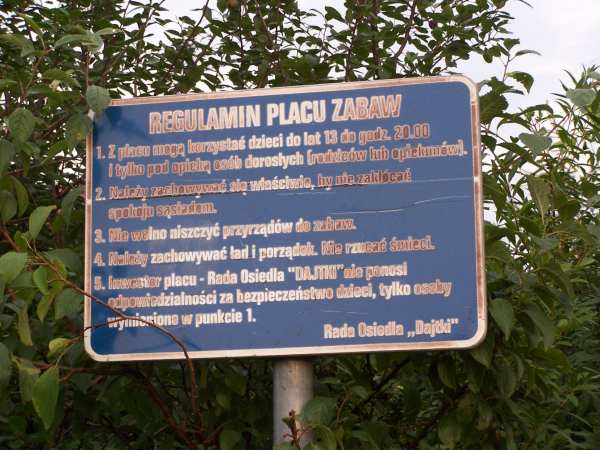 REGULAMIN PLACU ZABAW
1. Z placu mogą korzystać dzieci do lat 13 do godz. 20.00
i tylko pod opieką osób dorosłych (rodziców lub opiekunów).
2. Należy zachowywać się właściwie, by nie zakłócać
spokoju sąsiadom.
3. Nie wolno niszczyć przyrządów do zabaw.
4. Należy zachowywać ład i porządek. Nie rzucać śmieci.
5. Inwestor placu - Rada Osiedla "DAJTKI" nie ponosi
odpowiedzialności za bezpieczeństwo dzieci, tylko osoby
wymienione w punkcie 1.
Rada Osiedla „Dajtki"